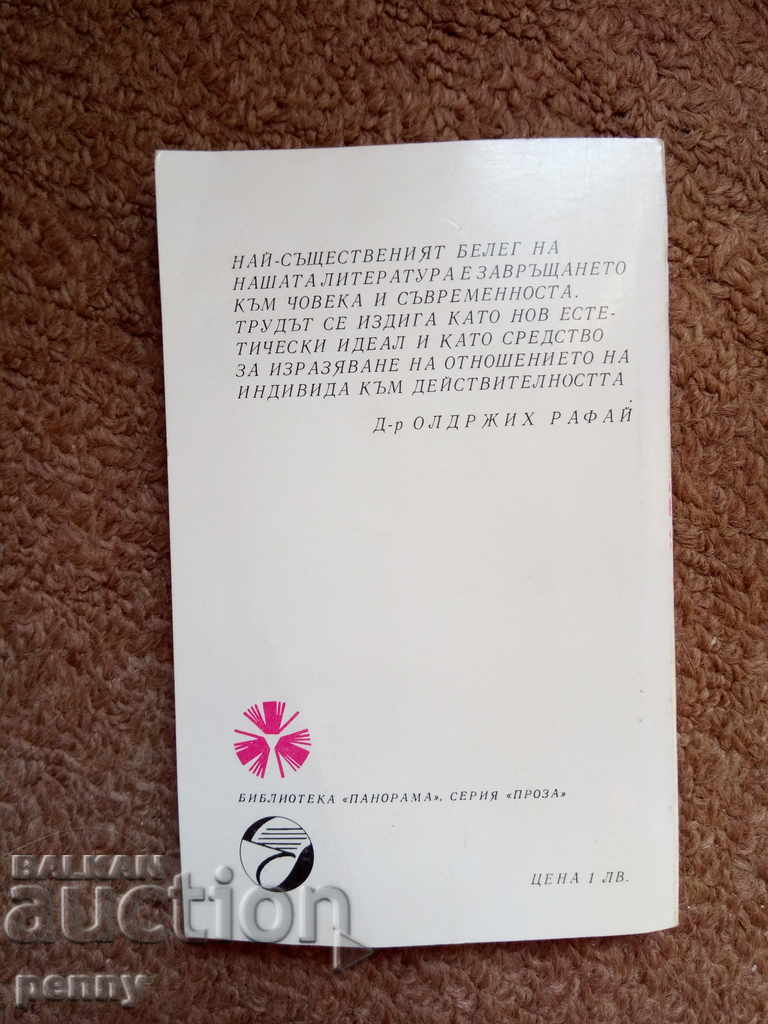 НАЙ-СЪЩЕСТВЕНИЯТ БЕЛЕГ НА
НАШАТА ЛИТЕРАТУРА Е ЗАВРЪЩАНЕТО
КЪМ ЧОВЕКА И СЪВРЕМЕННОСТА.
ТРУДЪТ СЕ ИЗДИГА КАТО НОВ ЕСТЕ-
ТИЧЕСКИ ИДЕАЛ И КАТО СРЕДСТВО
ЗА ИЗРАЗЯВАНЕ НА ОТНОШЕНИЕТО НА
ИНДИВИДА КЪМ ДЕЙСТВИТЕЛНОСТТА
Д-р ОЛДРЖИХ РАФАЙ
БИБЛИОТЕКА «ПАНОРАМА», СЕРИЯ «ПРОЗА»
ЦЕНА 1 ЛВ.
BALKAN
auction
penny